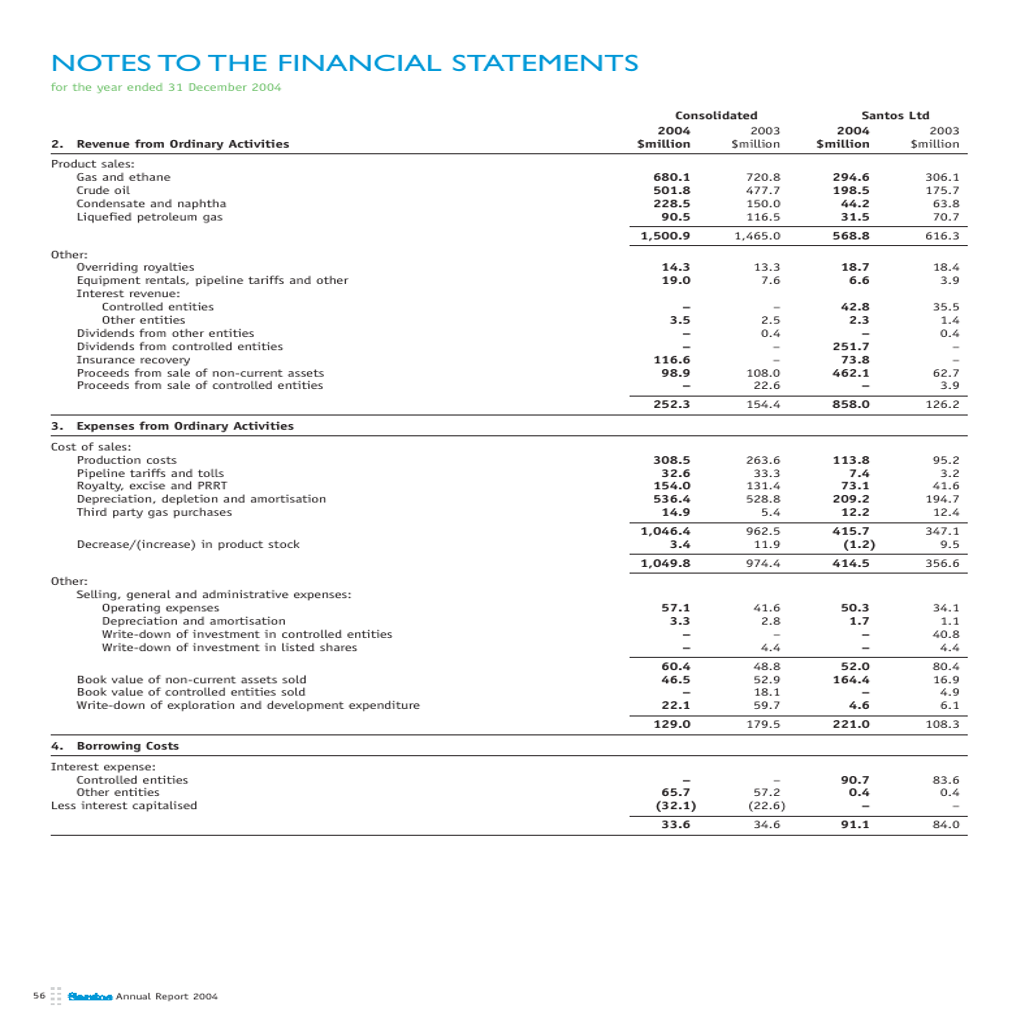 NOTES TO THE FINANCIAL STATEMENTS
for the year ended 31 December 2004
Consolidated Santos Ltd
2004 2003 2004 2003
2. Revenue from Ordinary Activities $million $million $million $million
Product sales:
Gas and ethane 680.1 720.8 294.6 306.1
Crude oil 501.8 477.7 198.5 175.7
Condensate and naphtha 228.5 150.0 44.2 63.8
Liquefied petroleum gas 90.5 116.5 31.5 70.7
1,500.9 1,465.0 568.8 616.3
Other:
Overriding royalties 14.3 13.3 18.7 18.4
Equipment rentals, pipeline tariffs and other 19.0 7.6 6.6 3.9
Interest revenue:
Controlled entities – – 42.8 35.5
Other entities 3.5 2.5 2.3 1.4
Dividends from other entities – 0.4 – 0.4
Dividends from controlled entities – – 251.7 –
Insurance recovery 116.6 – 73.8 –
Proceeds from sale of non-current assets 98.9 108.0 462.1 62.7
Proceeds from sale of controlled entities – 22.6 – 3.9
252.3 154.4 858.0 126.2
3. Expenses from Ordinary Activities
Cost of sales:
Production costs 308.5 263.6 113.8 95.2
Pipeline tariffs and tolls 32.6 33.3 7.4 3.2
Royalty, excise and PRRT 154.0 131.4 73.1 41.6
Depreciation, depletion and amortisation 536.4 528.8 209.2 194.7
Third party gas purchases 14.9 5.4 12.2 12.4
1,046.4 962.5 415.7 347.1
Decrease/(increase) in product stock 3.4 11.9 (1.2) 9.5
1,049.8 974.4 414.5 356.6
Other:
Selling, general and administrative expenses:
Operating expenses 57.1 41.6 50.3 34.1
Depreciation and amortisation 3.3 2.8 1.7 1.1
Write-down of investment in controlled entities – – – 40.8
Write-down of investment in listed shares – 4.4 – 4.4
60.4 48.8 52.0 80.4
Book value of non-current assets sold 46.5 52.9 164.4 16.9
Book value of controlled entities sold – 18.1 – 4.9
Write-down of exploration and development expenditure 22.1 59.7 4.6 6.1
129.0 179.5 221.0 108.3
4. Borrowing Costs
Interest expense:
Controlled entities – – 90.7 83.6
Other entities 65.7 57.2 0.4 0.4
Less interest capitalised (32.1) (22.6) – –
33.6 34.6 91.1 84.0
56 Santos Annual Report 2004